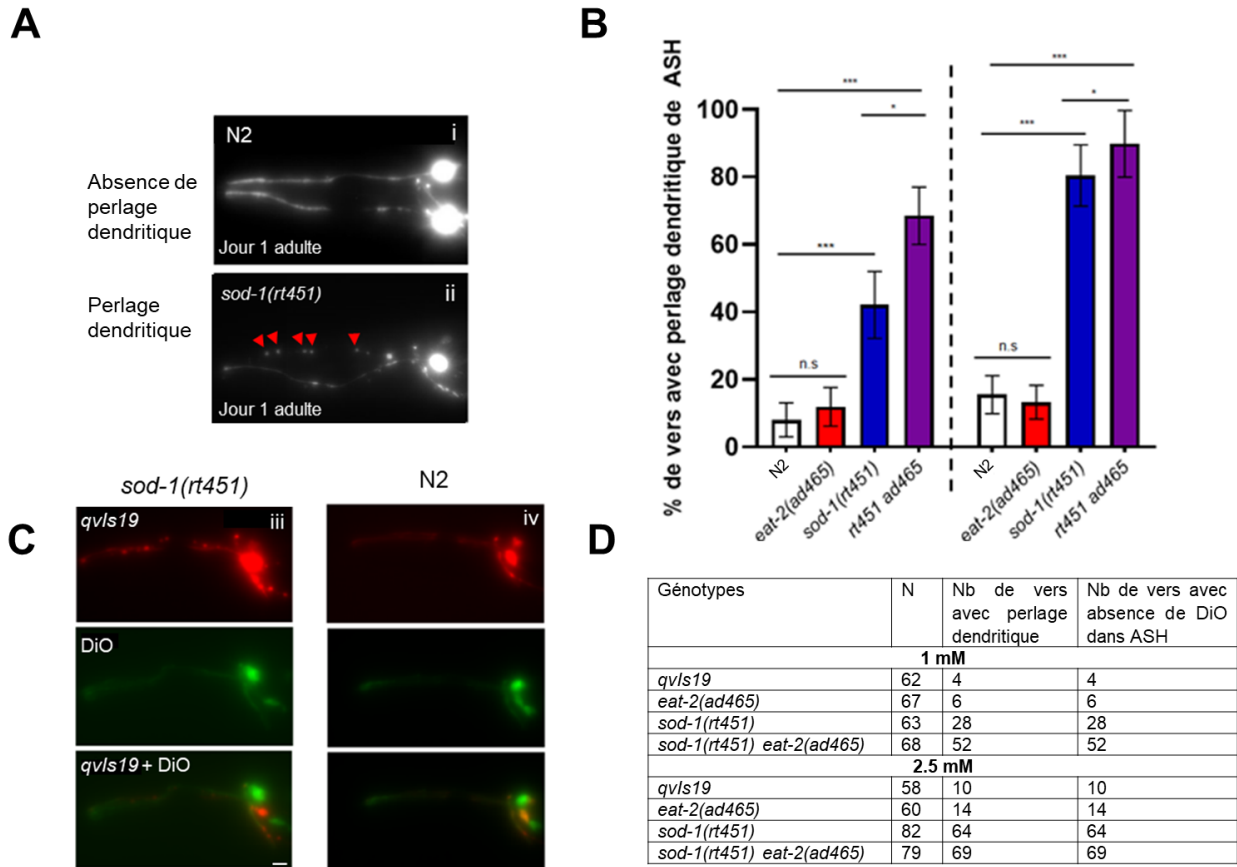 A
N2
i
Absence de
perlage
dendritique
Jour 1 adulte
sod-1(rt451)
ii
Perlage
dendritique
Jour 1 adulte
B
% de vers avec perlage dendritique de ASH
100
80
60
40
20
0
***
*
***
n.s
***
*
***
n.s
N2
eat-2(ad465)
sod-1(rt451)
rt451 ad465
N2
eat-2(ad465)
sod-1(rt451)
rt451 ad465
C
sod-1(rt451)
N2
qvIs19
iii
iv
DiO
qvIs19 + DiO
D
Génotypes N Nb de vers avec perlage dendritique Nb de vers avec absence de DiO dans ASH
1 mM
qvIs19 62 4 4
eat-2(ad465) 67 6 6
sod-1(rt451) 63 28 28
sod-1(rt451) eat-2(ad465) 68 52 52
2.5 mM
qvIs19 58 10 10
eat-2(ad465) 60 14 14
sod-1(rt451) 82 64 64
sod-1(rt451) eat-2(ad465) 79 69 69